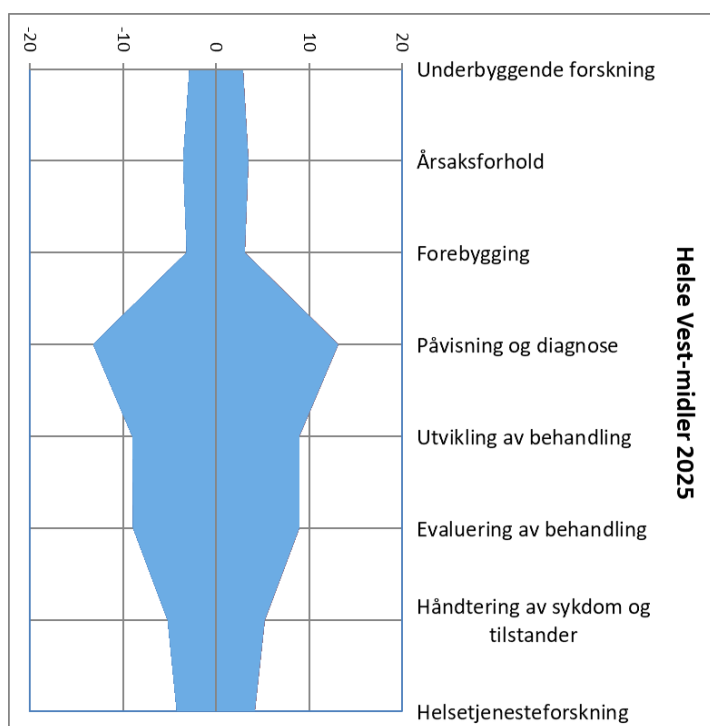 -20
-10
0
10
20
Underbyggende forskning
Årsaksforhold
Forebygging
Påvisning og diagnose
Utvikling av behandling
Evaluering av behandling
Håndtering av sykdom og
tilstander
Helsetjenesteforskning
Helse Vest-midler 2025